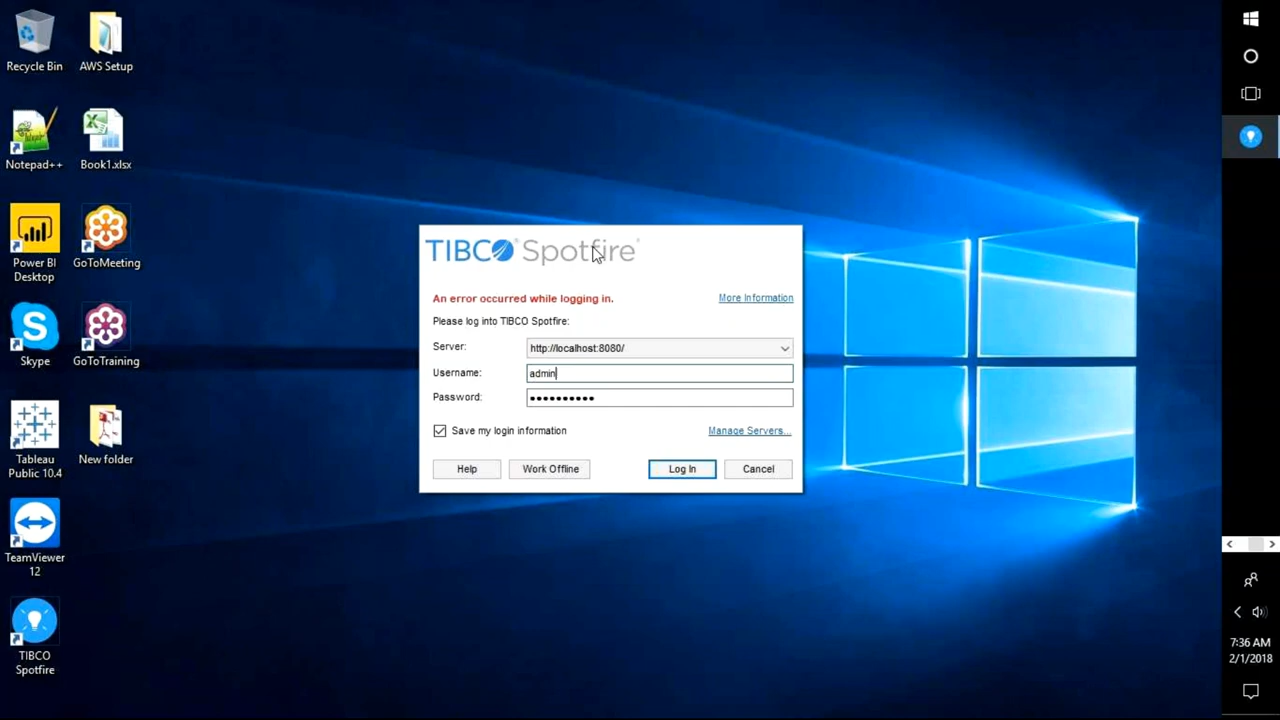 Recycle Bin
AWS Setup
Notepad++
Book1.xlsx
Power BI
Desktop
GoToMeeting
Skype
GoToTraining
Tableau
Public 10.4
New folder
TeamViewer
12
TIBCO
Spotfire
TIBCO Spotfire
An error occurred while logging in.
More Information
Please log into TIBCO Spotfire:
Server:
http://localhost:8080/
Username:
admin
Password:
Save my login information
Manage Servers...
Help
Work Offline
Log In
Cancel
7:36 AM
2/1/2018